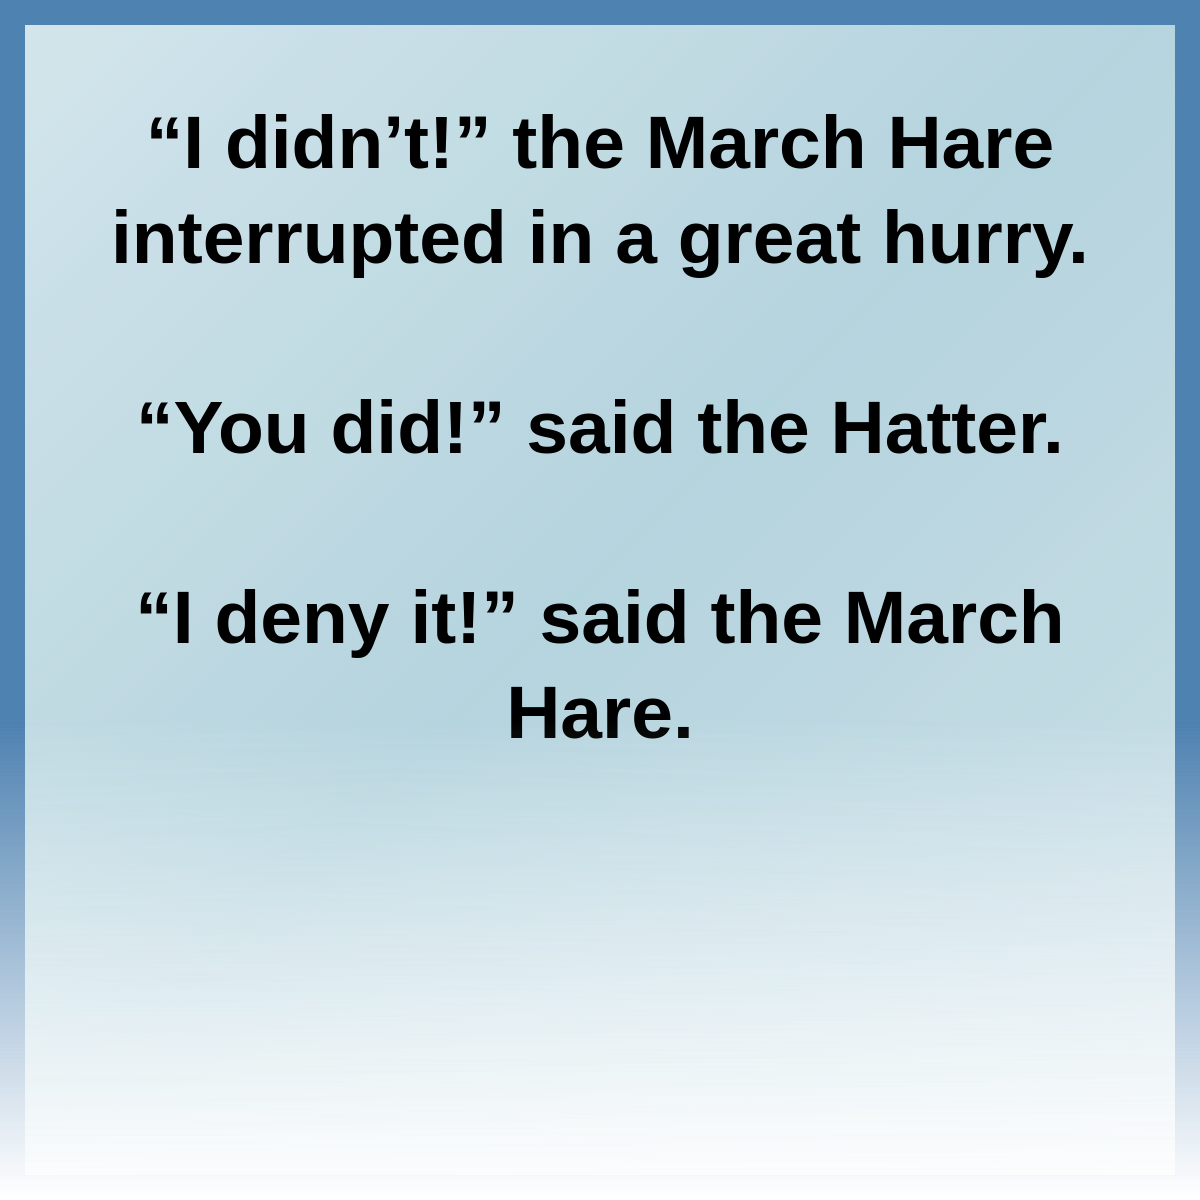 “I didn’t!” the March Hare
interrupted in a great hurry.
“You did!” said the Hatter.
“I deny it!” said the March
Hare.